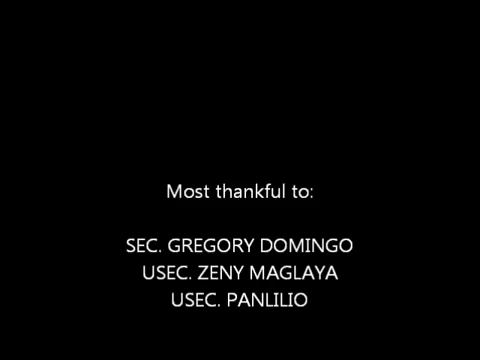 Most thankful to:
SEC. GREGORY DOMINGO
USEC. ZENY MAGLAYA
USEC. PANLILIO